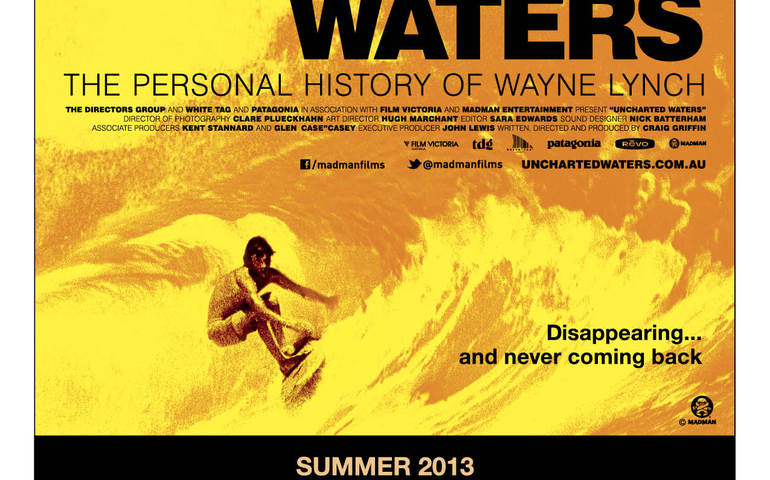 WATERS
THE PERSONAL HISTORY OF WAYNE LYNCH
THE DIRECTORS GROUP AND WHITE TAG AND PATAGONIA IN ASSOCIATION WITH FILM VICTORIA AND MADMAN ENTERTAINMENT PRESENT "UNCHARTED WATERS"
DIRECTOR OF PHOTOGRAPHY CLARE PLUECKHAHN ART DIRECTOR HUGH MARCHANT EDITOR SARA EDWARDS SOUND DESIGNER NICK BATTERHAM
ASSOCIATE PRODUCERS KENT STANNARD AND GLEN CASE"CASEY EXECUTIVE PRODUCER JOHN LEWIS WRITTEN, DIRECTED AND PRODUCED BY CRAIG GRIFFIN
FILM VICTORIA tdg patagonia REVO MADMAN
/madmanfilms @madmanfilms UNCHARTEDWATERS.COM.AU
Disappearing...
and never coming back
© MADMAN
SUMMER 2013